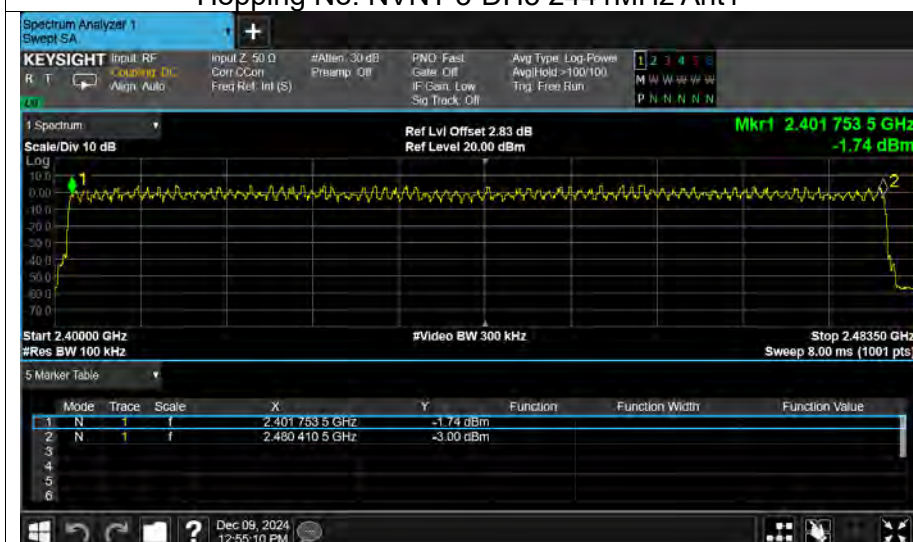 Hopping No. NVNT 3-DH5 2441MHz Ant1
Spectrum Analyzer 1
Swept SA
+
KEYSIGHT Input: RF Input Z: 50 Ω #Atten: 30 dB PNO: Fast Avg Type: Log-Power 1 2 3 4 5 6
R T Coupling: DC Corr CCorr Preamp: Off Gate: Off Avg|Hold: >100/100 M W W W W W
Align: Auto Freq Ref: Int (S) IF Gain: Low Trig: Free Run
Sig Track: Off P N N N N N
1 Spectrum
Ref Lvl Offset 2.83 dB Mkr1 2.401 753 5 GHz
Scale/Div 10 dB Ref Level 20.00 dBm -1.74 dBm
Log
10.0
1
2
0.00
-10.0
-20.0
-30.0
-40.0
-50.0
-60.0
-70.0
Start 2.40000 GHz #Video BW 300 kHz Stop 2.48350 GHz
#Res BW 100 kHz Sweep 8.00 ms (1001 pts)
5 Marker Table
Mode Trace Scale X Y Function Function Width Function Value
1 N 1 f 2.401 753 5 GHz -1.74 dBm
2 N 1 f 2.480 410 5 GHz -3.00 dBm
3
4
5
6
?
Dec 09, 2024
12:55:10 PM